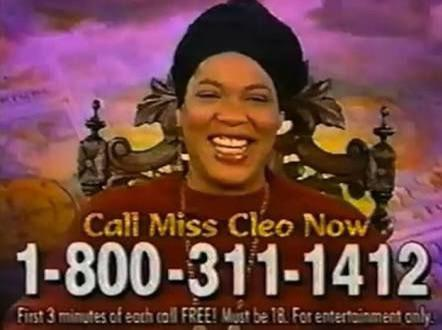 Call Miss Cleo Now
1-800-311-1412
First 3 minutes of each call FREE! Must be 18. For entertainment only.